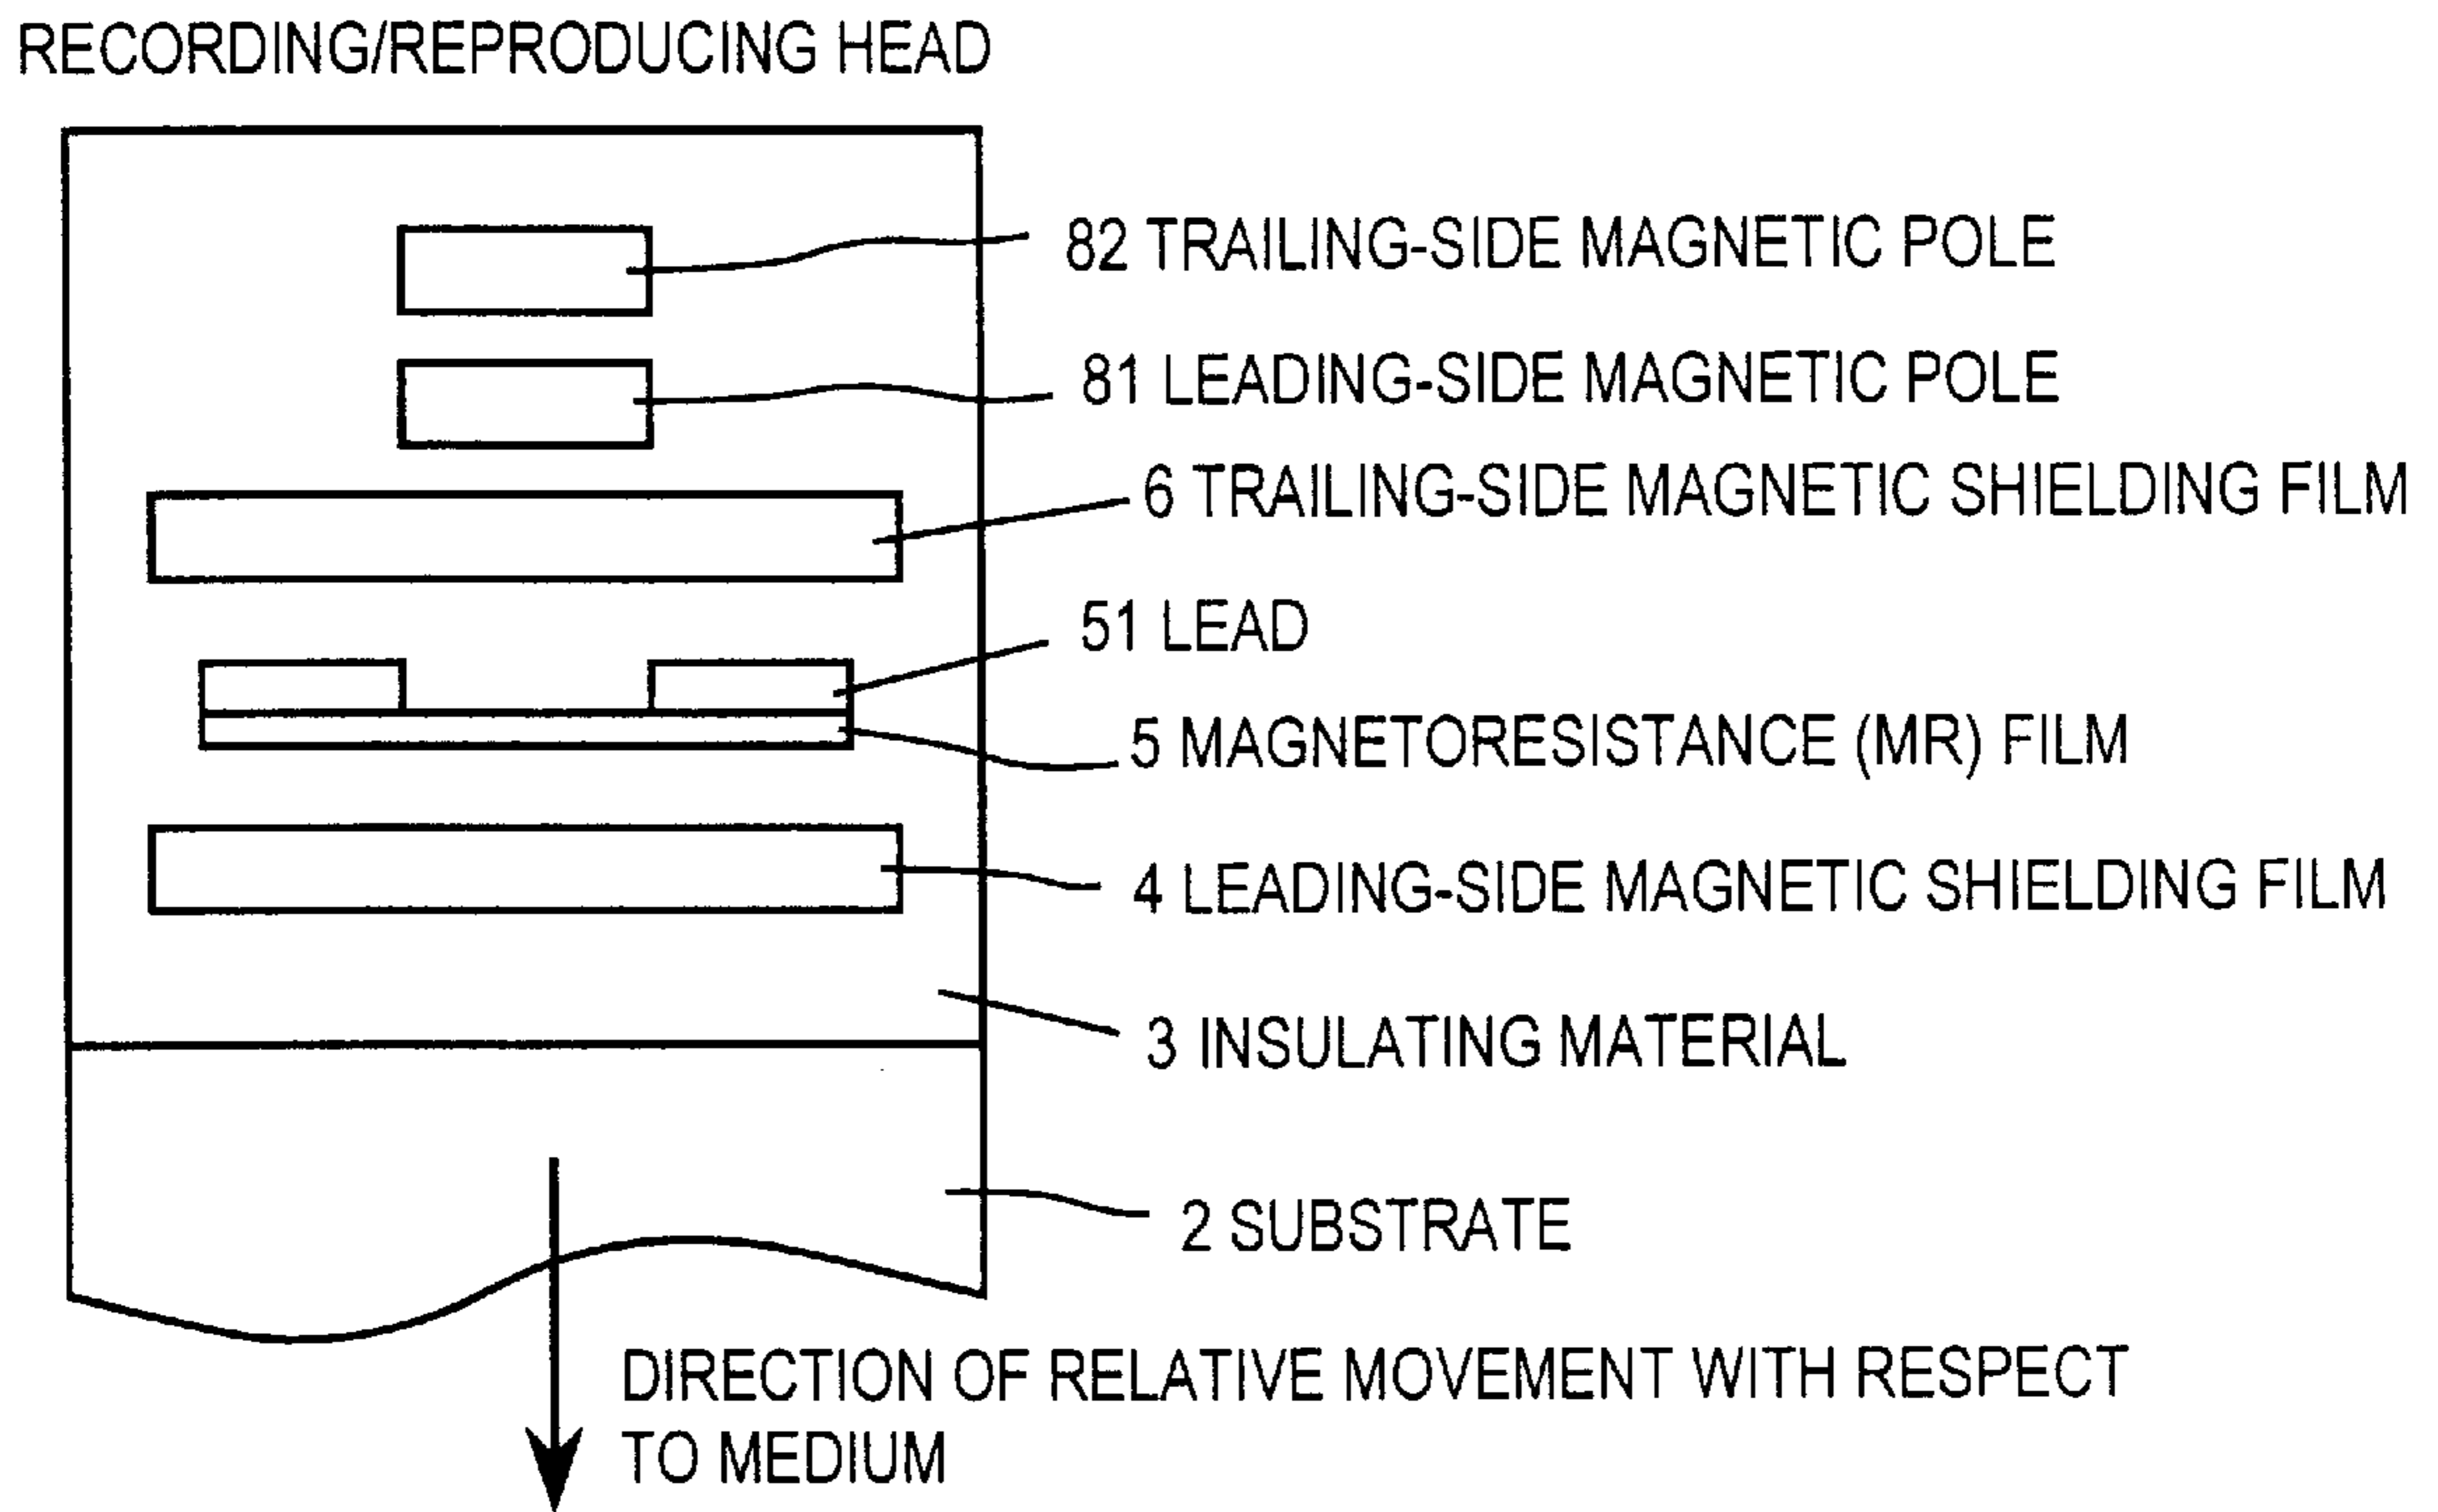 RECORDING/REPRODUCING HEAD
82 TRAILING-SIDE MAGNETIC POLE
81 LEADING-SIDE MAGNETIC POLE
6 TRAILING-SIDE MAGNETIC SHIELDING FILM
51 LEAD
5 MAGNETORESISTANCE (MR) FILM
4 LEADING-SIDE MAGNETIC SHIELDING FILM
3 INSULATING MATERIAL
2 SUBSTRATE
DIRECTION OF RELATIVE MOVEMENT WITH RESPECT
TO MEDIUM